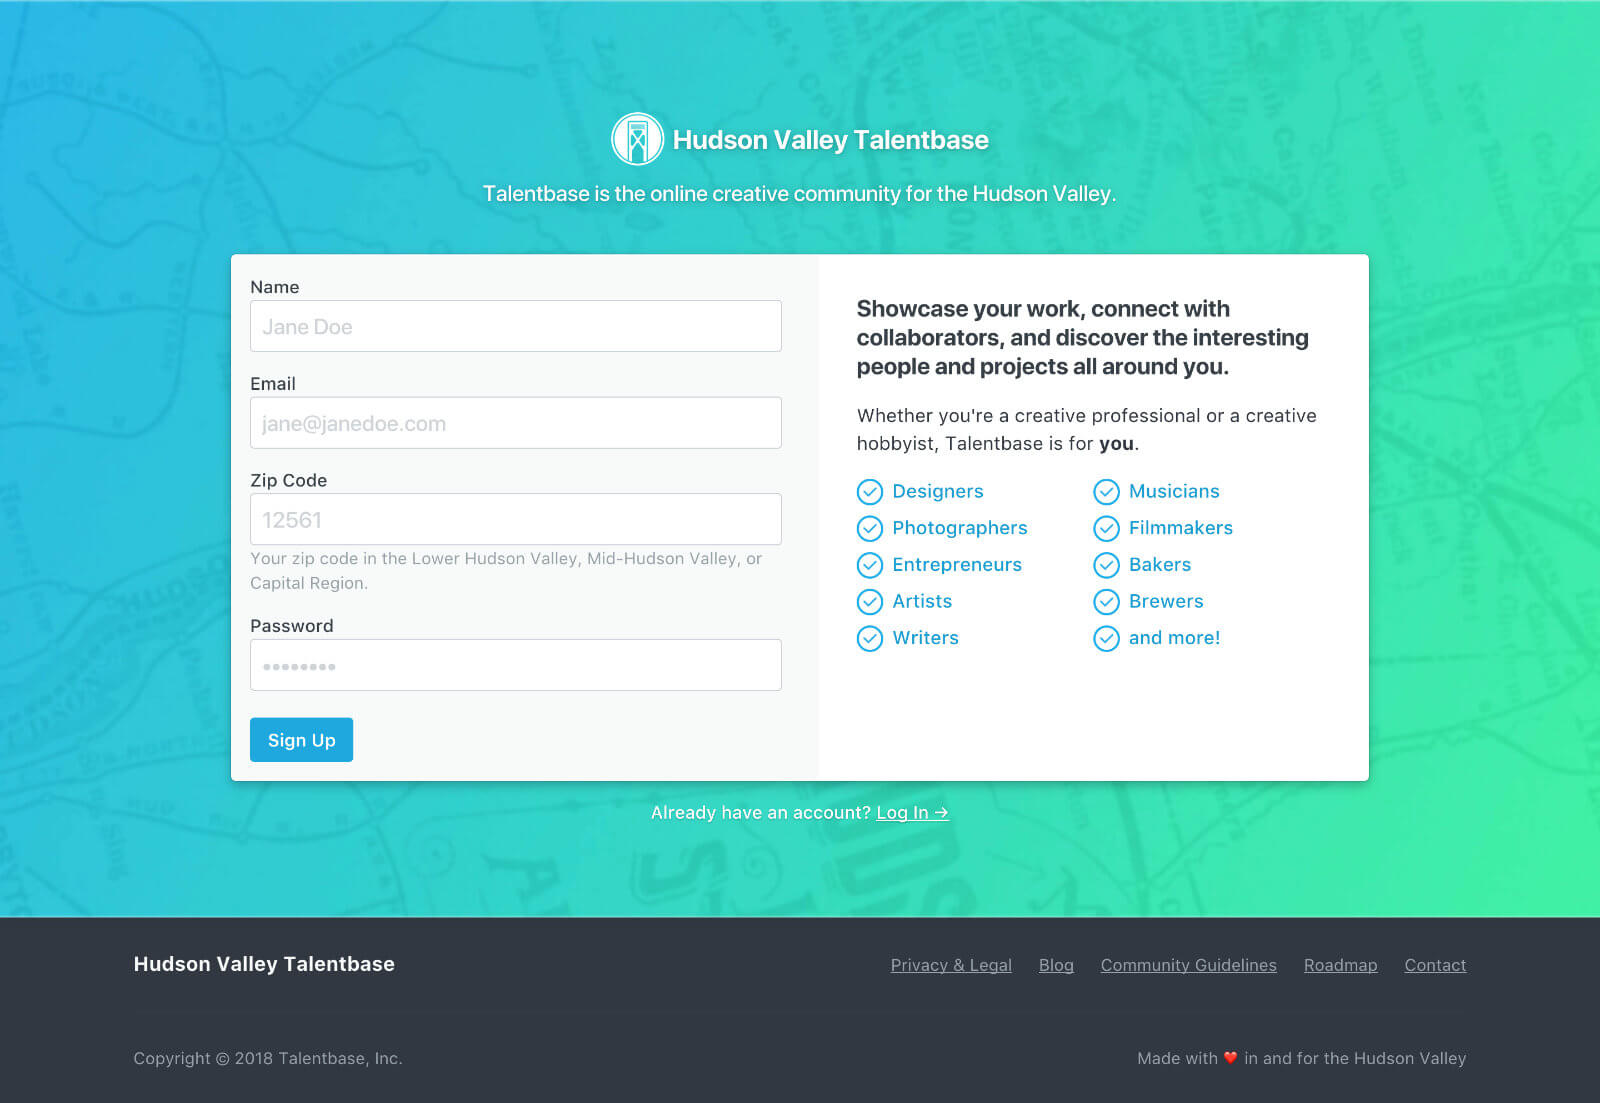 Hudson Valley Talentbase
Talentbase is the online creative community for the Hudson Valley.
Name
Jane Doe
Email
jane@janedoe.com
Zip Code
12561
Your zip code in the Lower Hudson Valley, Mid-Hudson Valley, or
Capital Region.
Password
••••••••
Sign Up
Showcase your work, connect with
collaborators, and discover the interesting
people and projects all around you.
Whether you're a creative professional or a creative
hobbyist, Talentbase is for you.
Designers
Photographers
Entrepreneurs
Artists
Writers
Musicians
Filmmakers
Bakers
Brewers
and more!
Already have an account? Log In →
Hudson Valley Talentbase
Privacy & Legal
Blog
Community Guidelines
Roadmap
Contact
Copyright © 2018 Talentbase, Inc.
Made with ❤️ in and for the Hudson Valley